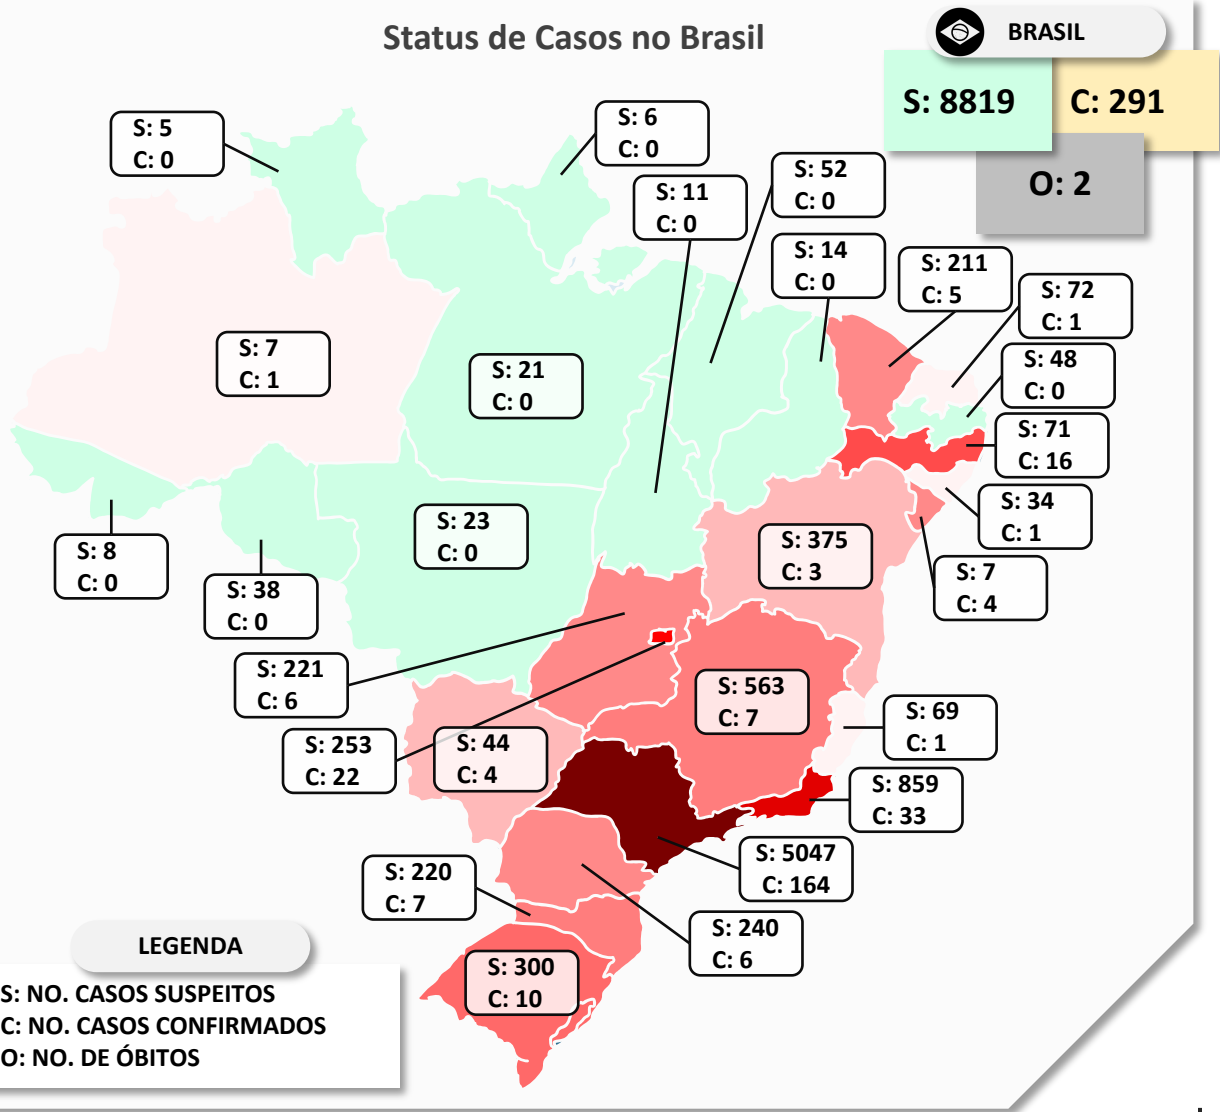 Status de Casos no Brasil
BRASIL
S: 8819
C: 291
O: 2
S: 5
C: 0
S: 6
C: 0
S: 11
C: 0
S: 52
C: 0
S: 14
C: 0
S: 211
C: 5
S: 72
C: 1
S: 7
C: 1
S: 21
C: 0
S: 48
C: 0
S: 71
C: 16
S: 34
C: 1
S: 23
C: 0
S: 375
C: 3
S: 8
C: 0
S: 7
C: 4
S: 38
C: 0
S: 221
C: 6
S: 563
C: 7
S: 69
C: 1
S: 253
C: 22
S: 44
C: 4
S: 859
C: 33
S: 5047
C: 164
S: 220
C: 7
S: 240
C: 6
S: 300
C: 10
LEGENDA
S: NO. CASOS SUSPEITOS
C: NO. CASOS CONFIRMADOS
O: NO. DE ÓBITOS